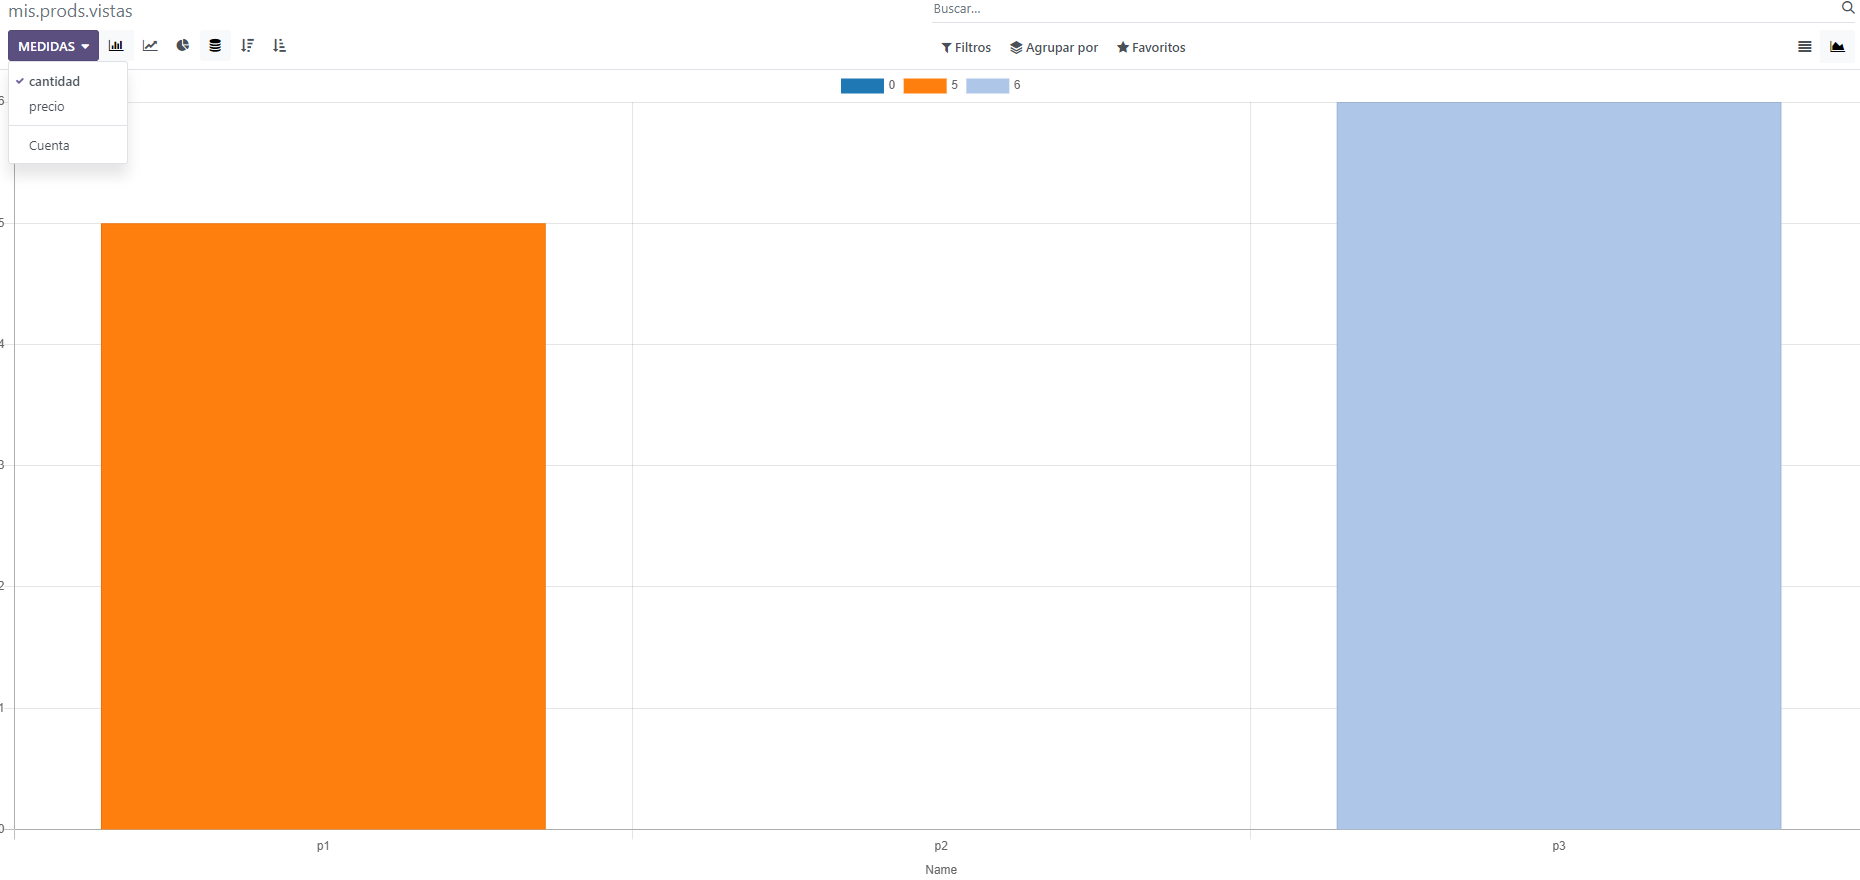 mis.prods.vistas
Buscar...
MEDIDAS
Filtros Agrupar por Favoritos
cantidad
precio
Cuenta
0 5 6
6
5
4
3
2
1
0
p1 p2 p3
Name